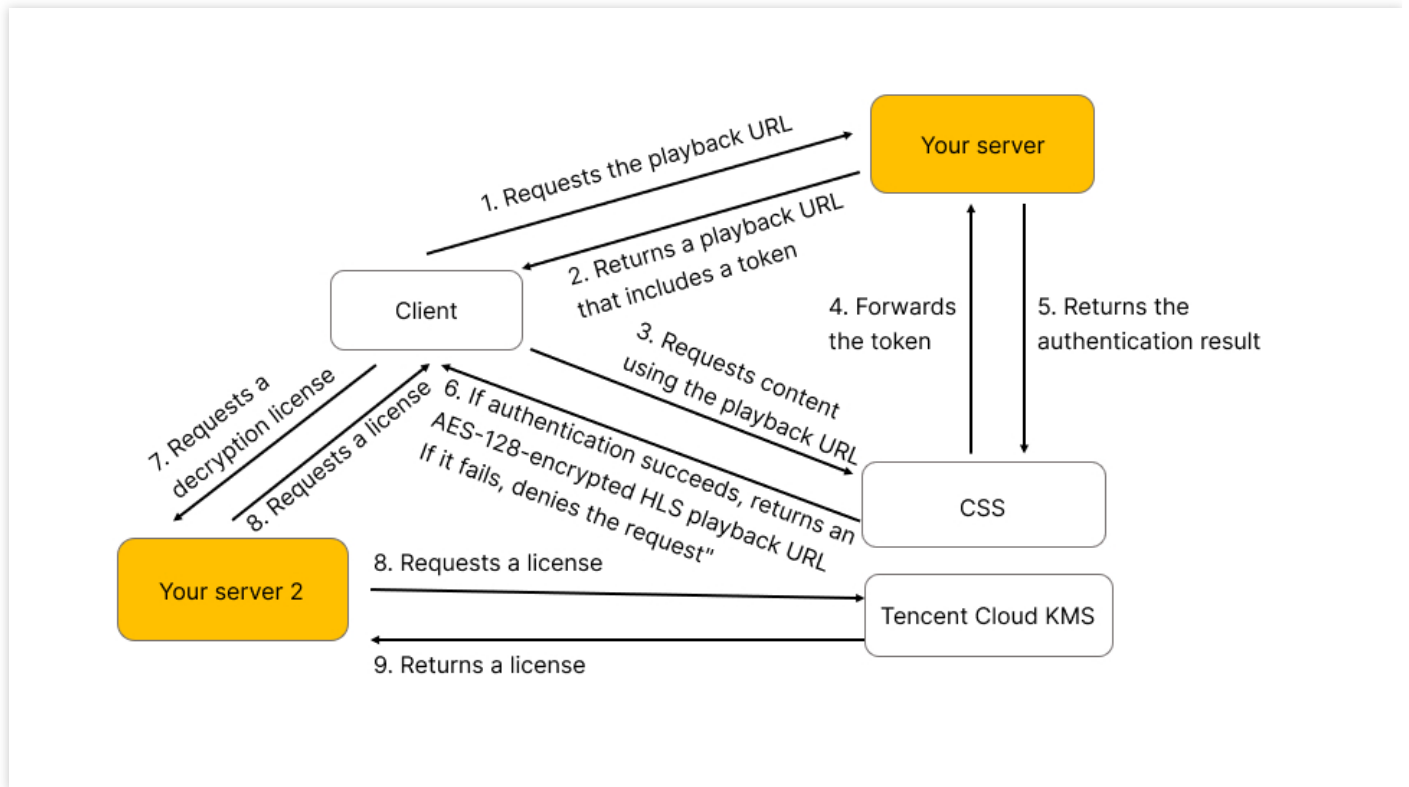 Your server
1. Requests the playback URL
2. Returns a playback URL
that includes a token
Client
4. Forwards
the token
5. Returns the
authentication result
3. Requests content
using the playback URL
7. Requests a
decryption license
8. Requests a license
6. If authentication succeeds, returns an
AES-128-encrypted HLS playback URL
If it fails, denies the request"
CSS
Your server 2
8. Requests a license
Tencent Cloud KMS
9. Returns a license